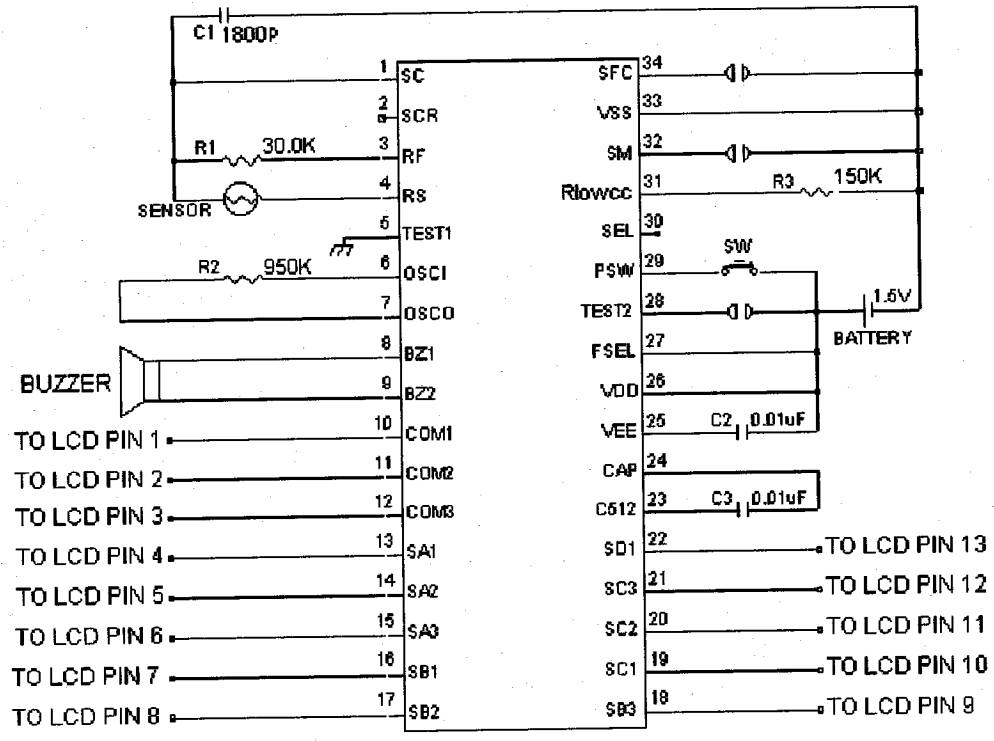 C1 1800P
1 SC
2 SCR
R1 30.0K 3 RF
SENSOR 4 RS
5 TEST1
R2 950K 6 OSCI
7 OSCO
BUZZER
8 BZ1
9 BZ2
TO LCD PIN 1 10 COM1
TO LCD PIN 2 11 COM2
TO LCD PIN 3 12 COM3
TO LCD PIN 4 13 SA1
TO LCD PIN 5 14 SA2
TO LCD PIN 6 15 SA3
TO LCD PIN 7 16 SB1
TO LCD PIN 8 17 SB2
SFC 34
VSS 33
SM 32
Rlowcc 31 R3 150K
SEL 30
PSW 29 SW
TEST2 28
1.5V
BATTERY
FSEL 27
VDD 26
VEE 25 C2 0.01uF
CAP 24
C512 23 C3 0.01uF
SD1 22 TO LCD PIN 13
SC3 21 TO LCD PIN 12
SC2 20 TO LCD PIN 11
SC1 19 TO LCD PIN 10
SB3 18 TO LCD PIN 9